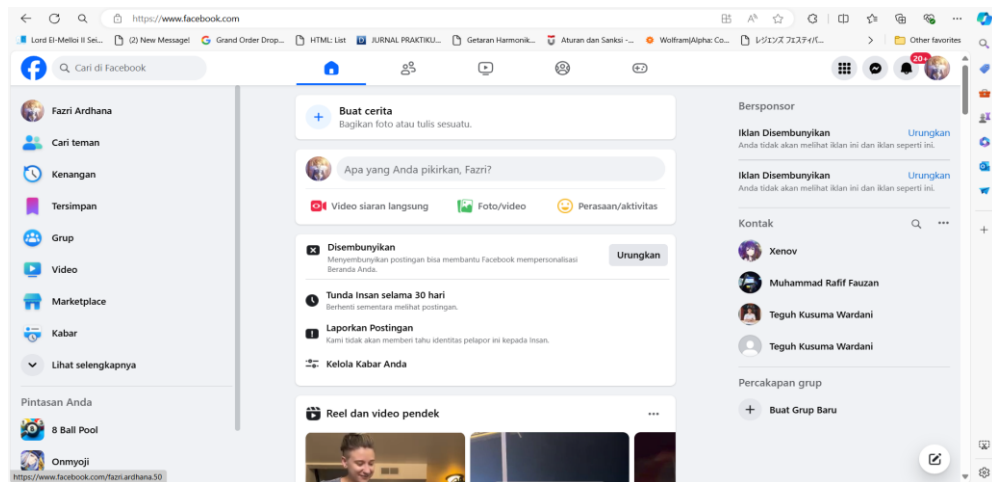 https://www.facebook.com
Lord El-Melloi II Sei...
(2) New Message!
Grand Order Drop...
HTML: List
JURNAL PRAKTIKU...
Getaran Harmonik...
Aturan dan Sanksi -...
Wolfram|Alpha: Co...
レジェンズ フェスティバ...
Other favorites
Cari di Facebook
20+
Fazri Ardhana
Cari teman
Kenangan
Tersimpan
Grup
Video
Marketplace
Kabar
Lihat selengkapnya
Pintasan Anda
8 Ball Pool
Onmyoji
https://www.facebook.com/fazri.ardhana.50
Buat cerita
Bagikan foto atau tulis sesuatu.
Apa yang Anda pikirkan, Fazri?
Video siaran langsung
Foto/video
Perasaan/aktivitas
Disembunyikan
Menyembunyikan postingan bisa membantu Facebook mempersonalisasi
Beranda Anda.
Urungkan
Tunda Insan selama 30 hari
Berhenti sementara melihat postingan.
Laporkan Postingan
Kami tidak akan memberi tahu identitas pelapor ini kepada Insan.
Kelola Kabar Anda
Reel dan video pendek
Bersponsor
Iklan Disembunyikan
Urungkan
Anda tidak akan melihat iklan ini dan iklan seperti ini.
Iklan Disembunyikan
Urungkan
Anda tidak akan melihat iklan ini dan iklan seperti ini.
Kontak
Xenov
Muhammad Rafif Fauzan
Teguh Kusuma Wardani
Teguh Kusuma Wardani
Percakapan grup
Buat Grup Baru